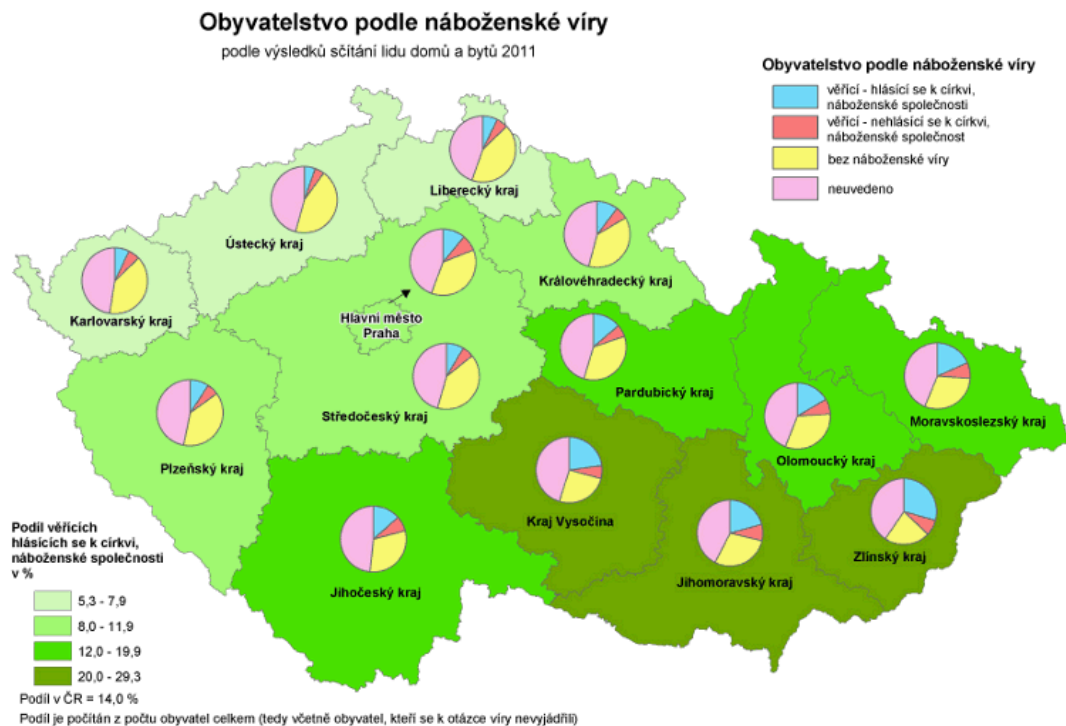 Obyvatelstvo podle náboženské víry
podle výsledků sčítání lidu domů a bytů 2011
Obyvatelstvo podle náboženské víry
věřící - hlásící se k církvi,
náboženské společnosti
věřící - nehlásící se k církvi,
náboženské společnost
bez náboženské víry
neuvedeno
Liberecký kraj
Ústecký kraj
Karlovarský kraj
Královéhradecký kraj
Hlavní město
Praha
Středočeský kraj
Pardubický kraj
Moravskoslezský kraj
Olomoucký kraj
Plzeňský kraj
Kraj Vysočina
Zlínský kraj
Jihomoravský kraj
Jihočeský kraj
Podíl věřících
hlásících se k církvi,
náboženské společnosti
v %
5,3 - 7,9
8,0 - 11,9
12,0 - 19,9
20,0 - 29,3
Podíl v ČR = 14,0 %
Podíl je počítán z počtu obyvatel celkem (tedy včetně obyvatel, kteří se k otázce víry nevyjádřili)